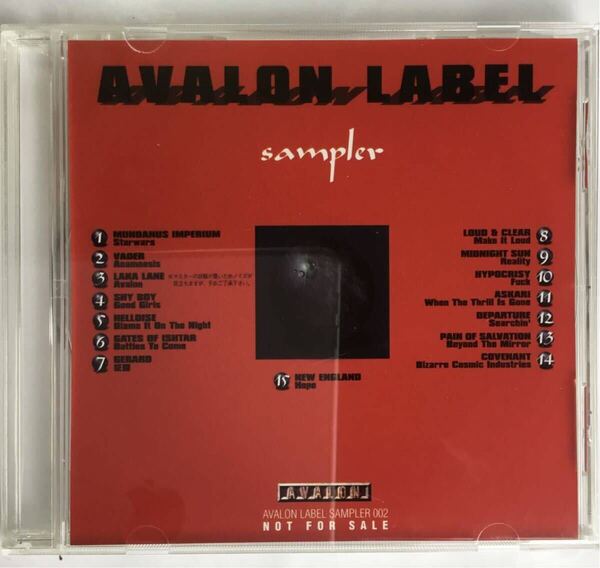 AVALON LABEL
sampler
1 MUNDANUS IMPERIUM
Starwars
2 VADER
Anamnesis
3 LANA LANE
Avalon
4 SHY BOY
Good Girls
5 HELLOISE
Blame It On The Night
6 GATES OF ISHTAR
Battles To Come
7 GERARD
LOUD & CLEAR 8
Make It Loud
MIDNIGHT SUN 9
Reality
HYPOCRISY 10
Fuck
ASKARI 11
When The Thrill Is Gone
DEPARTURE 12
Searchin'
PAIN OF SALVATION 13
Beyond The Mirror
COVENANT 14
Bizarre Cosmic Industries
15 NEW ENGLAND
Hope
AVALON
AVALON LABEL SAMPLER 002
NOT FOR SALE